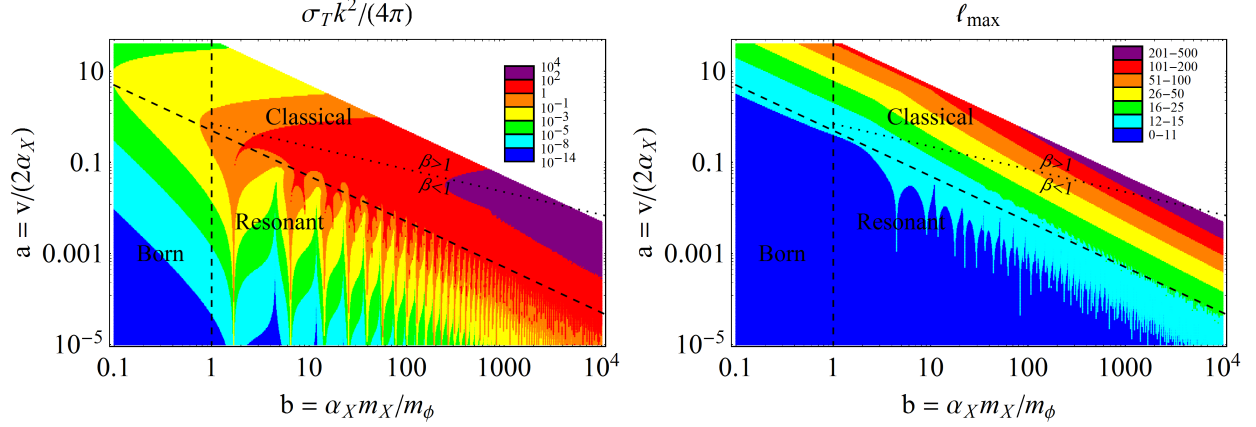 σ_T k²/(4π)
10
0.1
0.001
10⁻⁵
a = v/(2α_X)
Classical
β>1
β<1
Resonant
Born
10⁴
10²
1
10⁻¹
10⁻³
10⁻⁵
10⁻⁸
10⁻¹⁴
0.1 1 10 100 1000 10⁴
b = α_X m_X/m_ϕ
ℓ_max
10
0.1
0.001
10⁻⁵
a = v/(2α_X)
Classical
β>1
β<1
Resonant
Born
201−500
101−200
51−100
26−50
16−25
12−15
0−11
0.1 1 10 100 1000 10⁴
b = α_X m_X/m_ϕ